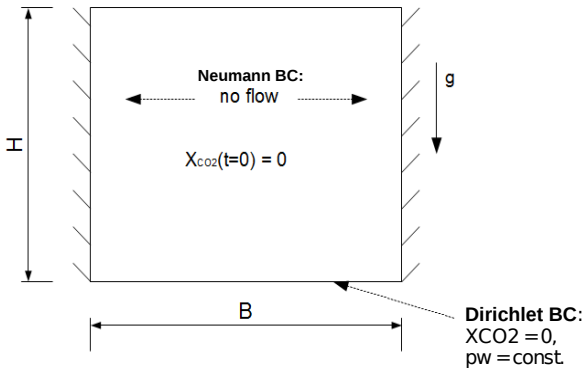 Neumann BC:
no flow
g
H
XCO2(t=0) = 0
B
Dirichlet BC:
XCO2 = 0,
pw = const.